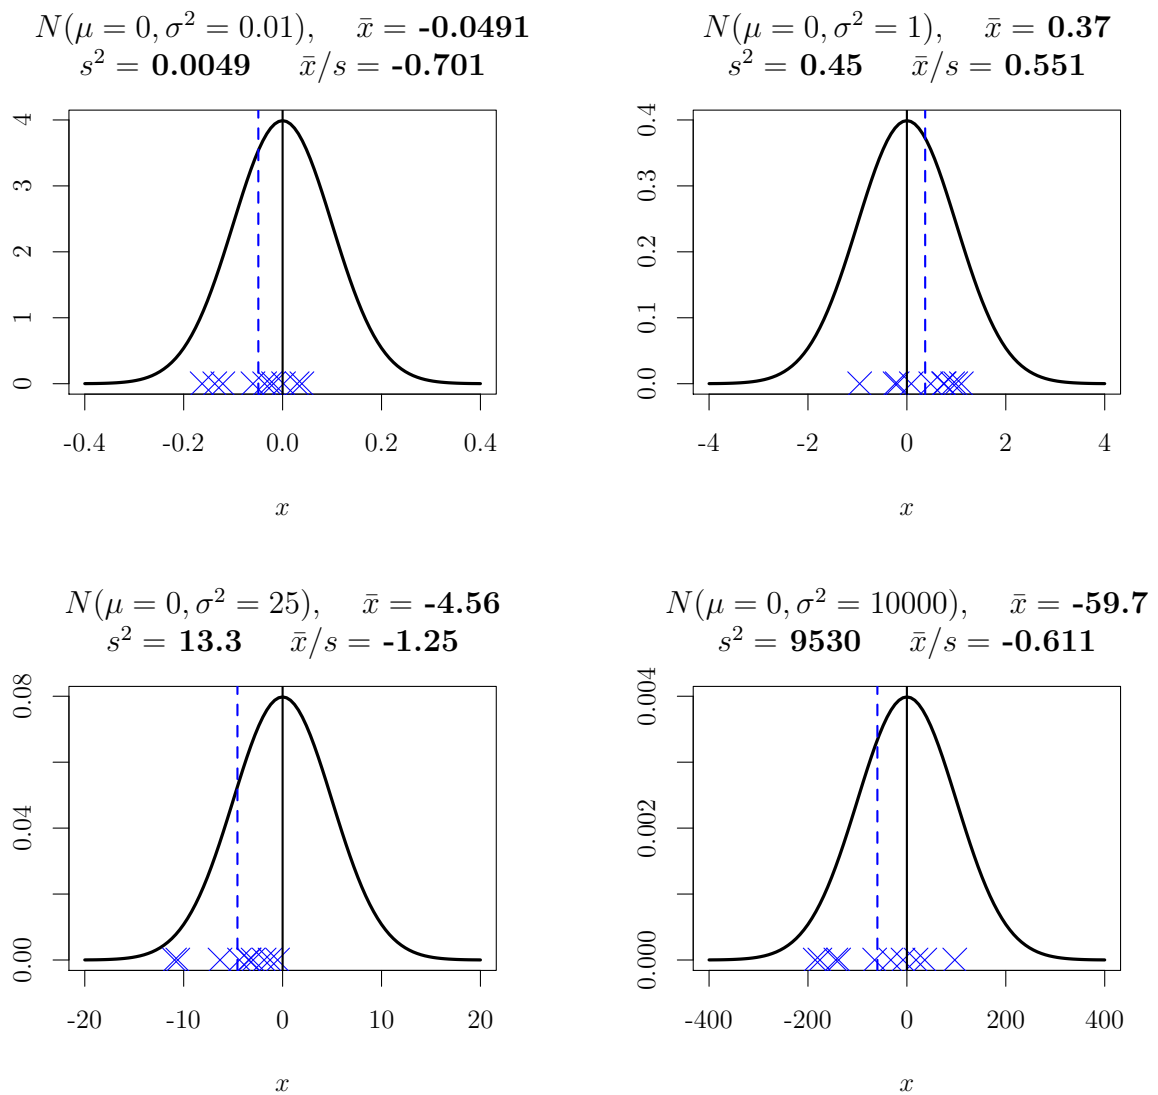 N(μ = 0, σ² = 0.01), x̄ = -0.0491
s² = 0.0049 x̄/s = -0.701
4
3
2
1
0
-0.4 -0.2 0.0 0.2 0.4
x
N(μ = 0, σ² = 1), x̄ = 0.37
s² = 0.45 x̄/s = 0.551
0.4
0.3
0.2
0.1
0.0
-4 -2 0 2 4
x
N(μ = 0, σ² = 25), x̄ = -4.56
s² = 13.3 x̄/s = -1.25
0.08
0.04
0.00
-20 -10 0 10 20
x
N(μ = 0, σ² = 10000), x̄ = -59.7
s² = 9530 x̄/s = -0.611
0.004
0.002
0.000
-400 -200 0 200 400
x